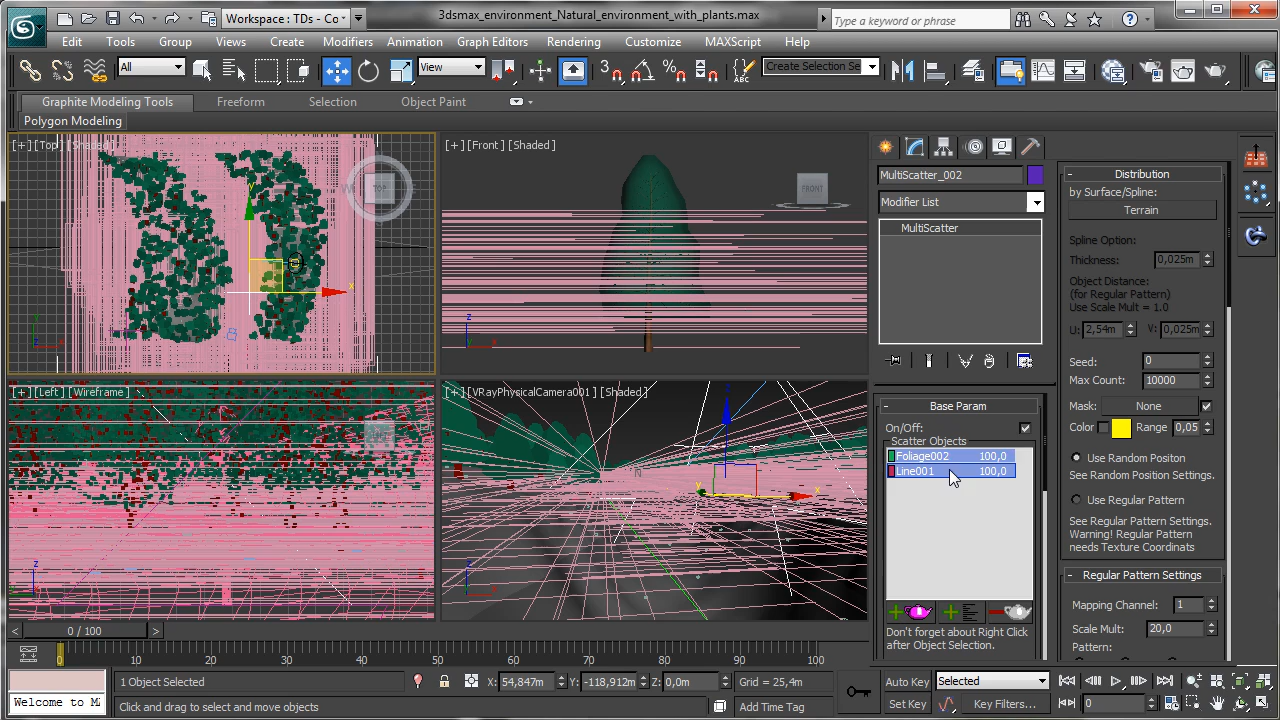 Workspace : TDs - Co
3dsmax_environment_Natural_environment_with_plants.max
Type a keyword or phrase
Edit Tools Group Views Create Modifiers Animation Graph Editors Rendering Customize MAXScript Help
All
View
3
ABC
Create Selection Se
Graphite Modeling Tools Freeform Selection Object Paint
Polygon Modeling
[+] [Top] [Shaded]
TOP
[+] [Front] [Shaded]
FRONT
[+] [Left] [Wireframe]
[+] [VRayPhysicalCamera001] [Shaded]
MultiScatter_002
Modifier List
MultiScatter
Base Param
On/Off:
Scatter Objects
Foliage002 100,0
Line001 100,0
Don't forget about Right Click
after Object Selection.
Distribution
by Surface/Spline:
Terrain
Spline Option:
Thickness: 0,025m
Object Distance:
(for Regular Pattern)
Use Scale Mult = 1.0
U: 2,54m V: 0,025m
Seed: 0
Max Count: 10000
Mask: None
Color Range 0,05
Use Random Positon
See Random Position Settings.
Use Regular Pattern
See Regular Pattern Settings.
Warning! Regular Pattern
needs Texture Coordinats
Regular Pattern Settings
Mapping Channel: 1
Scale Mult: 20,0
Pattern:
0 / 100
0 10 20 30 40 50 60 70 80 90 100
Welcome to M
1 Object Selected
X: 54,847m Y: -118,912m Z: 0,0m
Grid = 25,4m
Click and drag to select and move objects
Add Time Tag
Auto Key Selected
Set Key Key Filters...
0